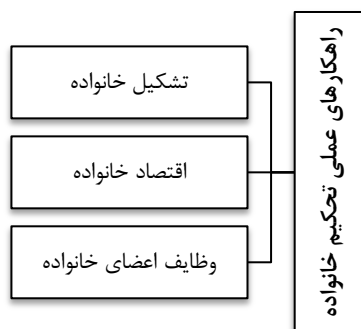 راهکارهای عملی تحکیم خانواده
تشکیل خانواده
اقتصاد خانواده
وظایف اعضای خانواده